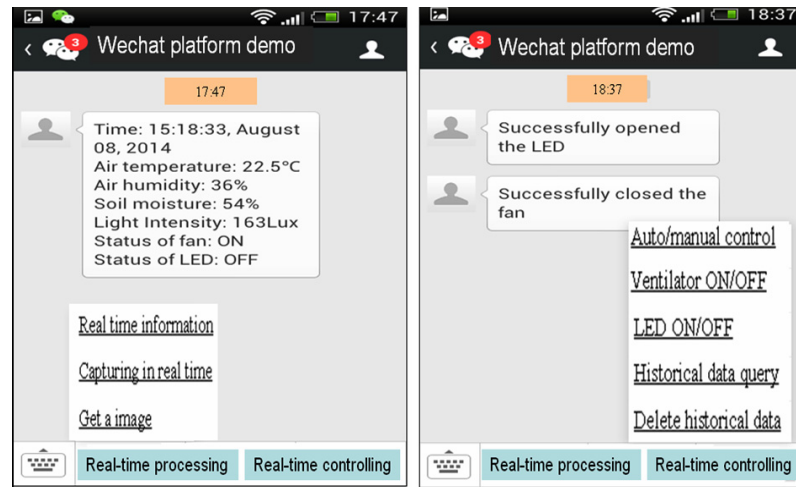 17:47
3
Wechat platform demo
17:47
Time: 15:18:33, August
08, 2014
Air temperature: 22.5°C
Air humidity: 36%
Soil moisture: 54%
Light Intensity: 163Lux
Status of fan: ON
Status of LED: OFF
Real time information
Capturing in real time
Get a image
Real-time processing
Real-time controlling
18:37
3
Wechat platform demo
18:37
Successfully opened
the LED
Successfully closed the
fan
Auto/manual control
Ventilator ON/OFF
LED ON/OFF
Historical data query
Delete historical data
Real-time processing
Real-time controlling